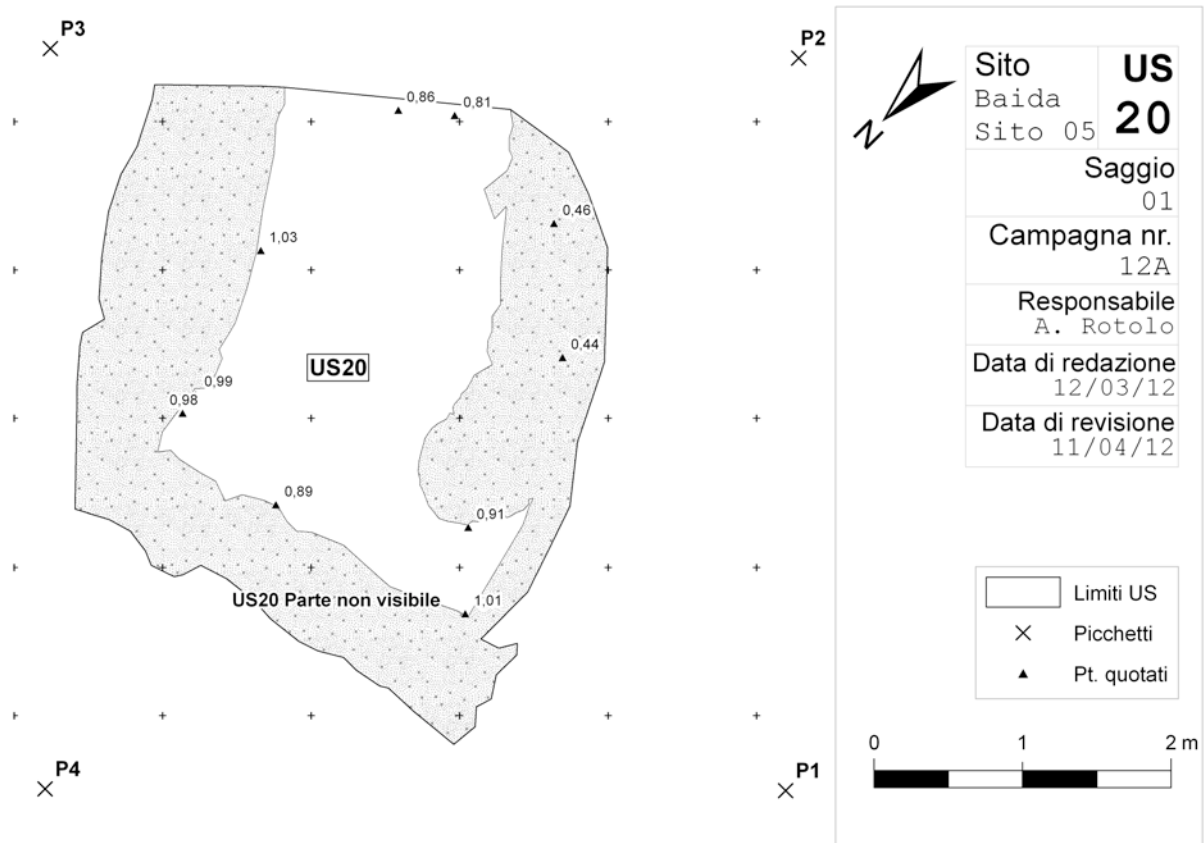 P3
P2
0,86
0,81
0,46
1,03
0,44
US20
0,99
0,98
0,89
0,91
US20 Parte non visibile
1,01
P4
P1
N
Sito
Baida
Sito 05
US
20
Saggio
01
Campagna nr.
12A
Responsabile
A. Rotolo
Data di redazione
12/03/12
Data di revisione
11/04/12
Limiti US
Picchetti
Pt. quotati
0 1 2 m